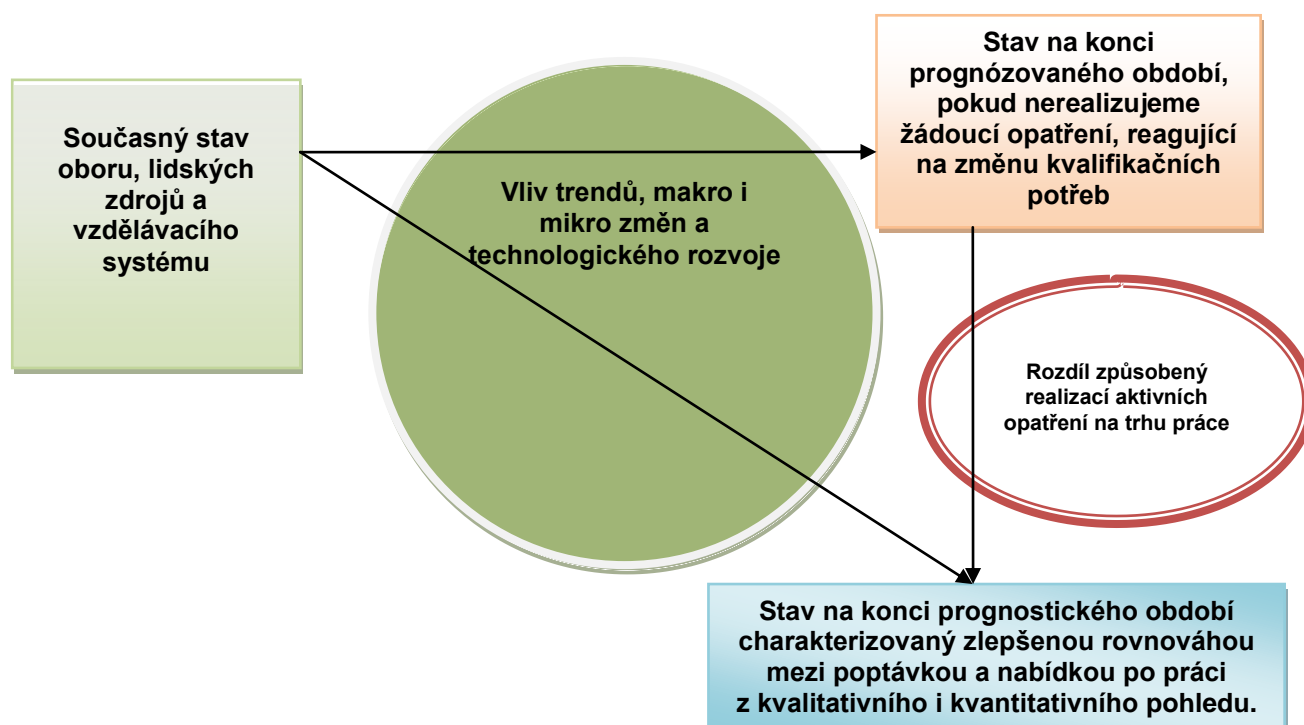 Současný stav
oboru, lidských
zdrojů a
vzdělávacího
systému
Vliv trendů, makro i
mikro změn a
technologického rozvoje
Stav na konci
prognózovaného období,
pokud nerealizujeme
žádoucí opatření, reagující
na změnu kvalifikačních
potřeb
Rozdíl způsobený
realizací aktivních
opatření na trhu práce
Stav na konci prognostického období
charakterizovaný zlepšenou rovnováhou
mezi poptávkou a nabídkou po práci
z kvalitativního i kvantitativního pohledu.